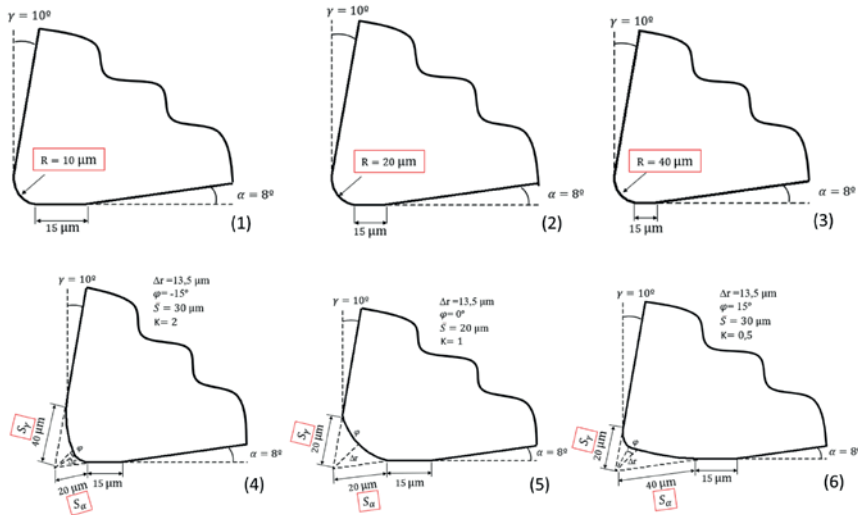 γ = 10º
R = 10 μm
α = 8º
15 μm
(1)
γ = 10º
R = 20 μm
α = 8º
15 μm
(2)
γ = 10º
R = 40 μm
α = 8º
15 μm
(3)
γ = 10º
Δr =13,5 μm
φ= -15°
S̄ = 30 μm
K= 2
Sγ
40 μm
φ
α = 8º
20 μm
15 μm
Sα
(4)
γ = 10º
Δr =13,5 μm
φ= 0°
S̄ = 20 μm
K= 1
Sγ
20 μm
φ
Δr
α = 8º
20 μm
15 μm
Sα
(5)
γ = 10º
Δr =13,5 μm
φ= 15°
S̄ = 30 μm
K= 0,5
Sγ
20 μm
φ
Δr
α = 8º
40 μm
15 μm
Sα
(6)